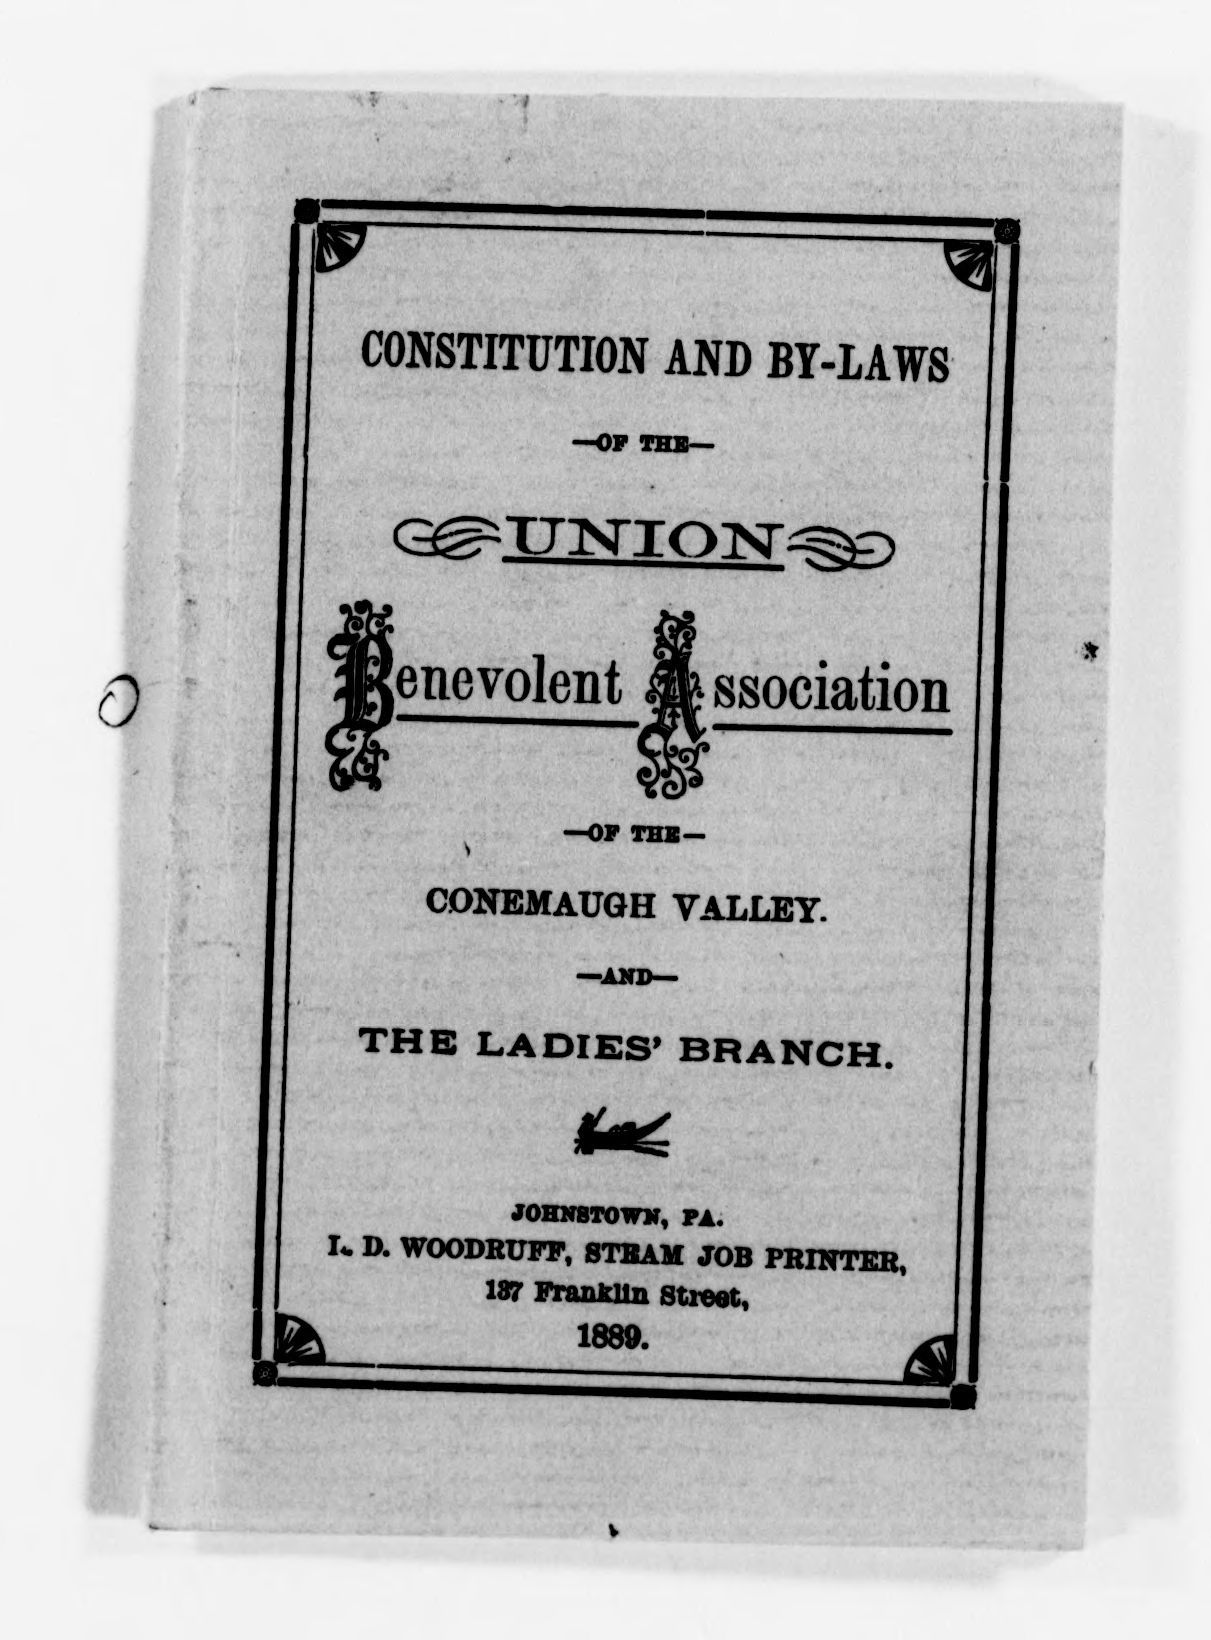 CONSTITUTION AND BY-LAWS
—OF THE—
UNION
Benevolent Association
—OF THE—
CONEMAUGH VALLEY.
—AND—
THE LADIES' BRANCH.
JOHNSTOWN, PA.
I. D. WOODRUFF, STEAM JOB PRINTER,
137 Franklin Street,
1889.